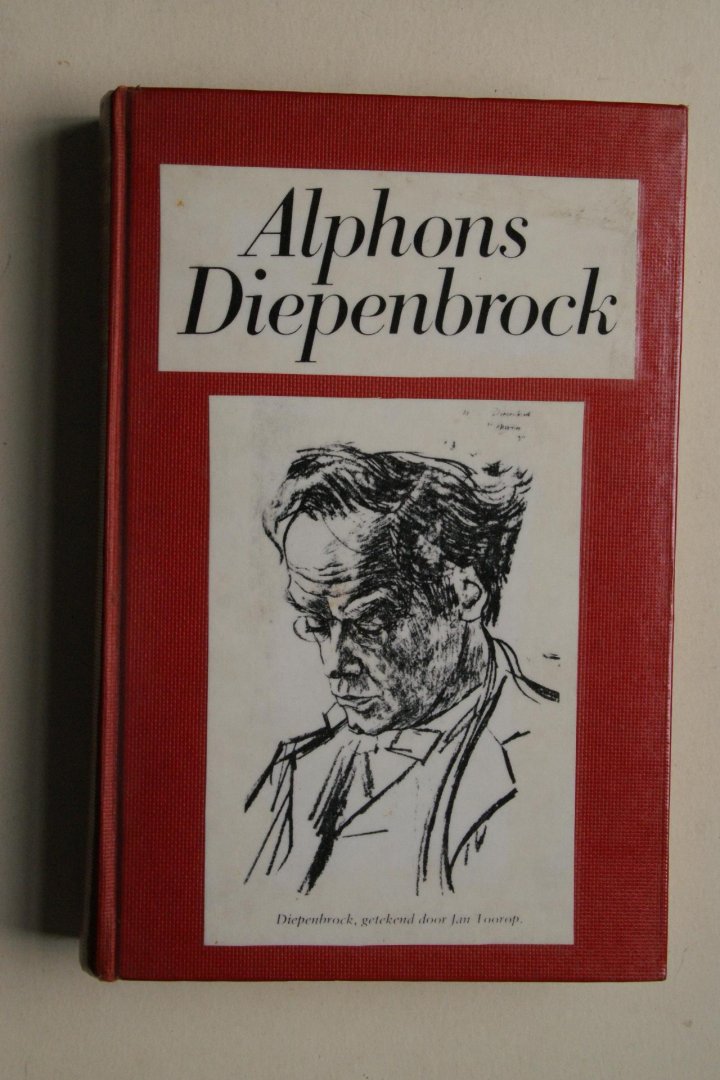 Alphons
Diepenbrock
Diepenbrock, getekend door Jan Toorop.